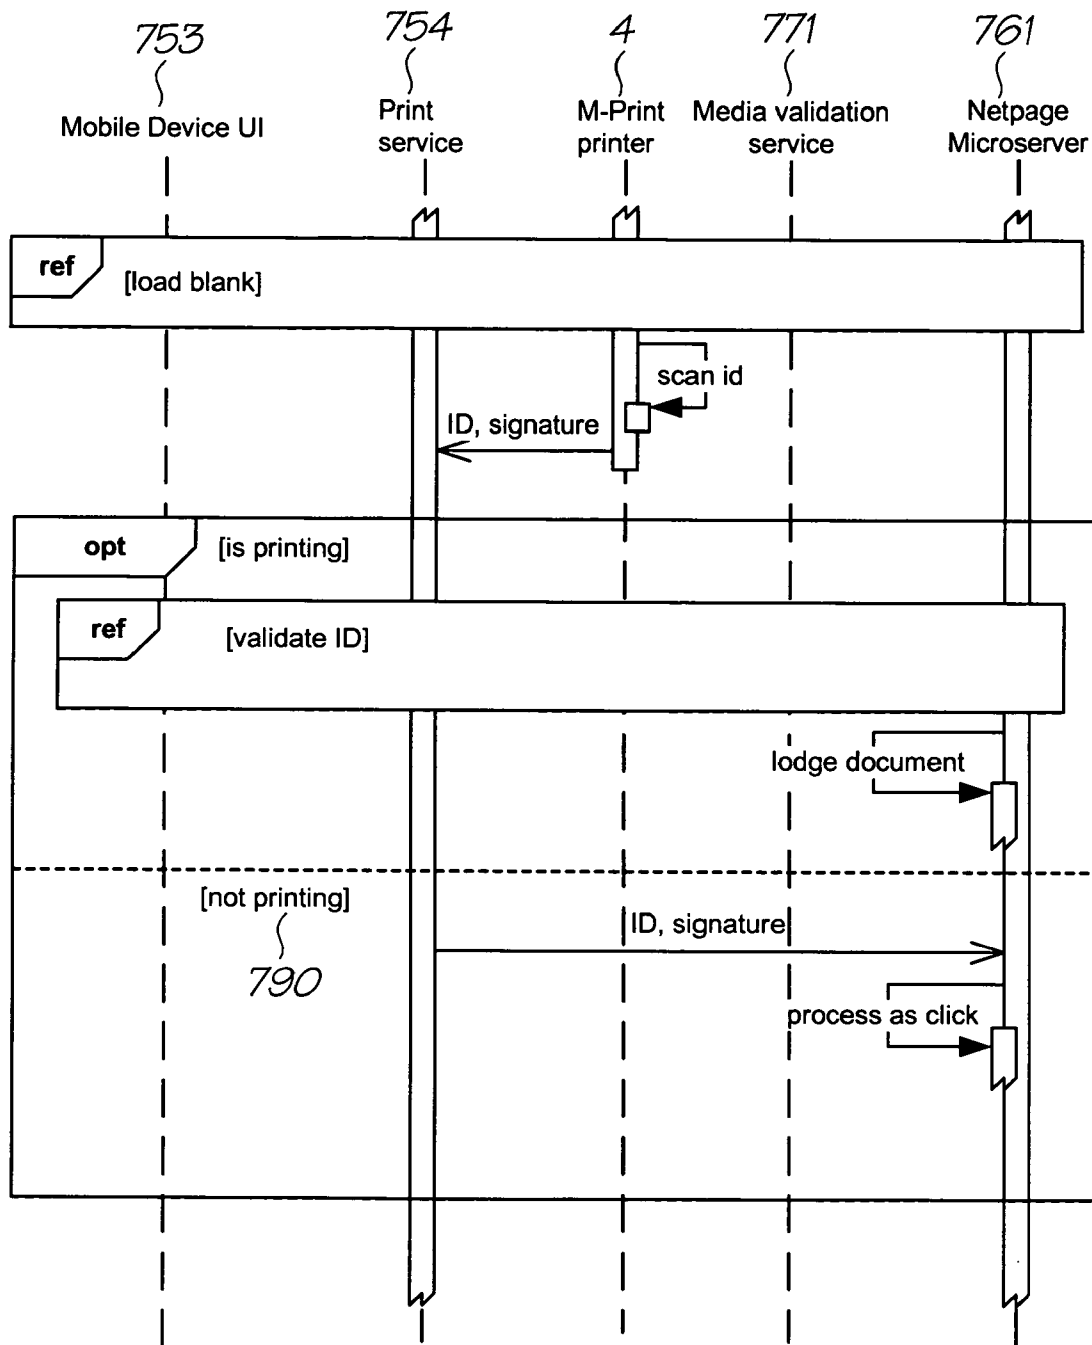 753
754
4
771
761
Mobile Device UI
Print
service
M-Print
printer
Media validation
service
Netpage
Microserver
ref
[load blank]
scan id
ID, signature
opt
[is printing]
ref
[validate ID]
lodge document
[not printing]
790
ID, signature
process as click